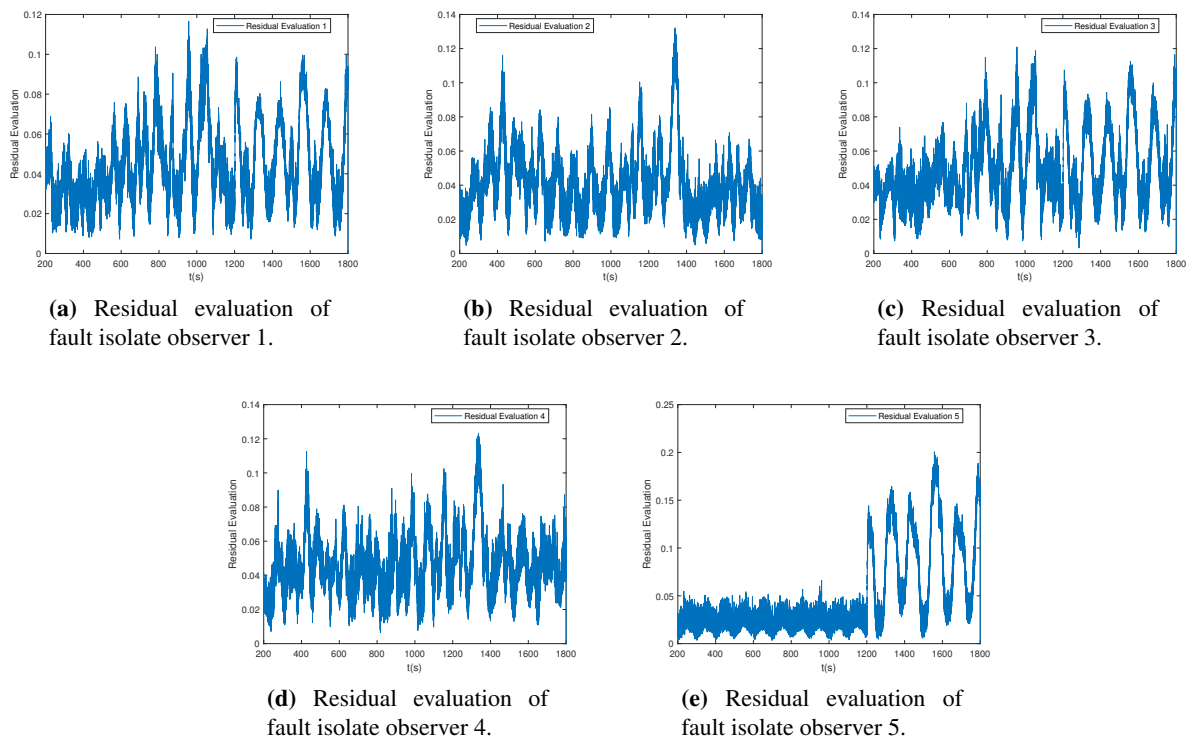 0.12
Residual Evaluation 1
0.1
0.08
0.06
0.04
0.02
0
Residual Evaluation
200 400 600 800 1000 1200 1400 1600 1800
t(s)
(a) Residual evaluation of
fault isolate observer 1.
0.14
Residual Evaluation 2
0.12
0.1
0.08
0.06
0.04
0.02
0
Residual Evaluation
200 400 600 800 1000 1200 1400 1600 1800
t(s)
(b) Residual evaluation of
fault isolate observer 2.
0.14
Residual Evaluation 3
0.12
0.1
0.08
0.06
0.04
0.02
0
Residual Evaluation
200 400 600 800 1000 1200 1400 1600 1800
t(s)
(c) Residual evaluation of
fault isolate observer 3.
0.14
Residual Evaluation 4
0.12
0.1
0.08
0.06
0.04
0.02
0
Residual Evaluation
200 400 600 800 1000 1200 1400 1600 1800
t(s)
(d) Residual evaluation of
fault isolate observer 4.
0.25
Residual Evaluation 5
0.2
0.15
0.1
0.05
0
Residual Evaluation
200 400 600 800 1000 1200 1400 1600 1800
t(s)
(e) Residual evaluation of
fault isolate observer 5.